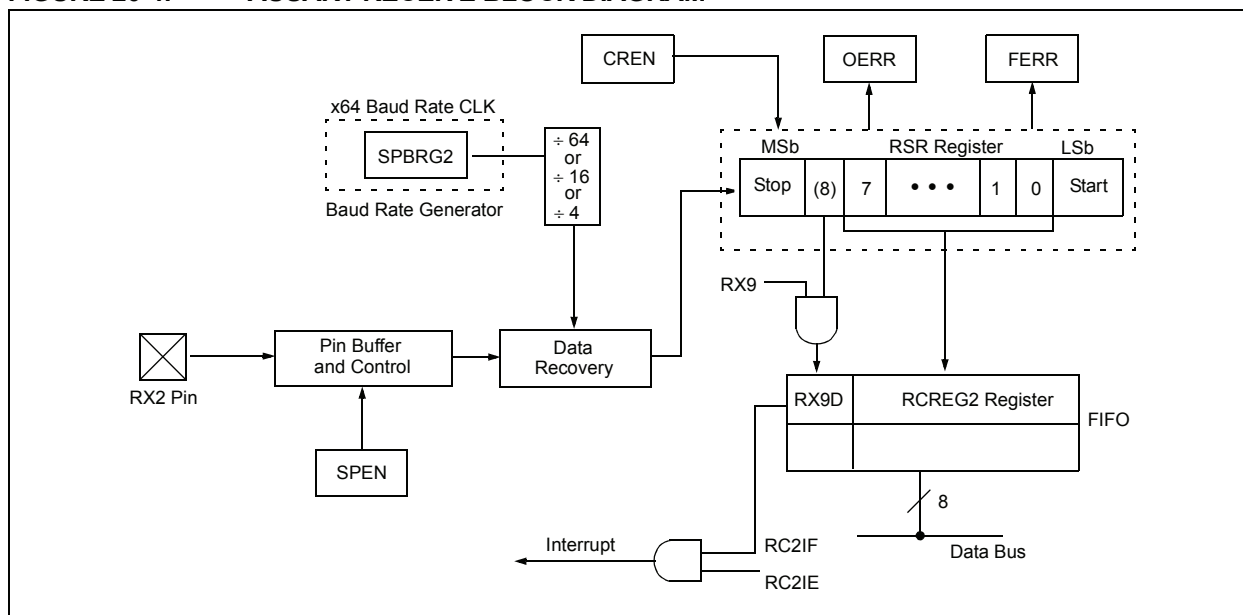 CREN
OERR
FERR
x64 Baud Rate CLK
SPBRG2
Baud Rate Generator
÷ 64
or
÷ 16
or
÷ 4
MSb
RSR Register
LSb
Stop
(8)
7
• • •
1
0
Start
RX9
RX2 Pin
Pin Buffer
and Control
Data
Recovery
SPEN
RX9D
RCREG2 Register
FIFO
8
Data Bus
Interrupt
RC2IF
RC2IE